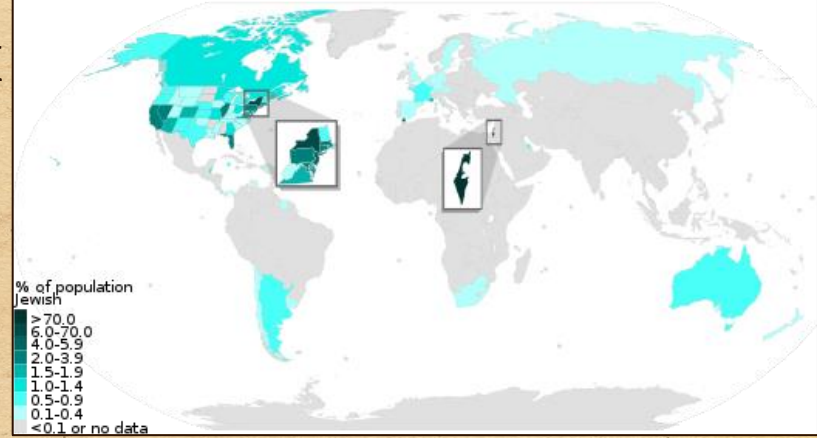 % of population
Jewish
>70.0
6.0-70.0
4.0-5.9
2.0-3.9
1.5-1.9
1.0-1.4
0.5-0.9
0.1-0.4
<0.1 or no data